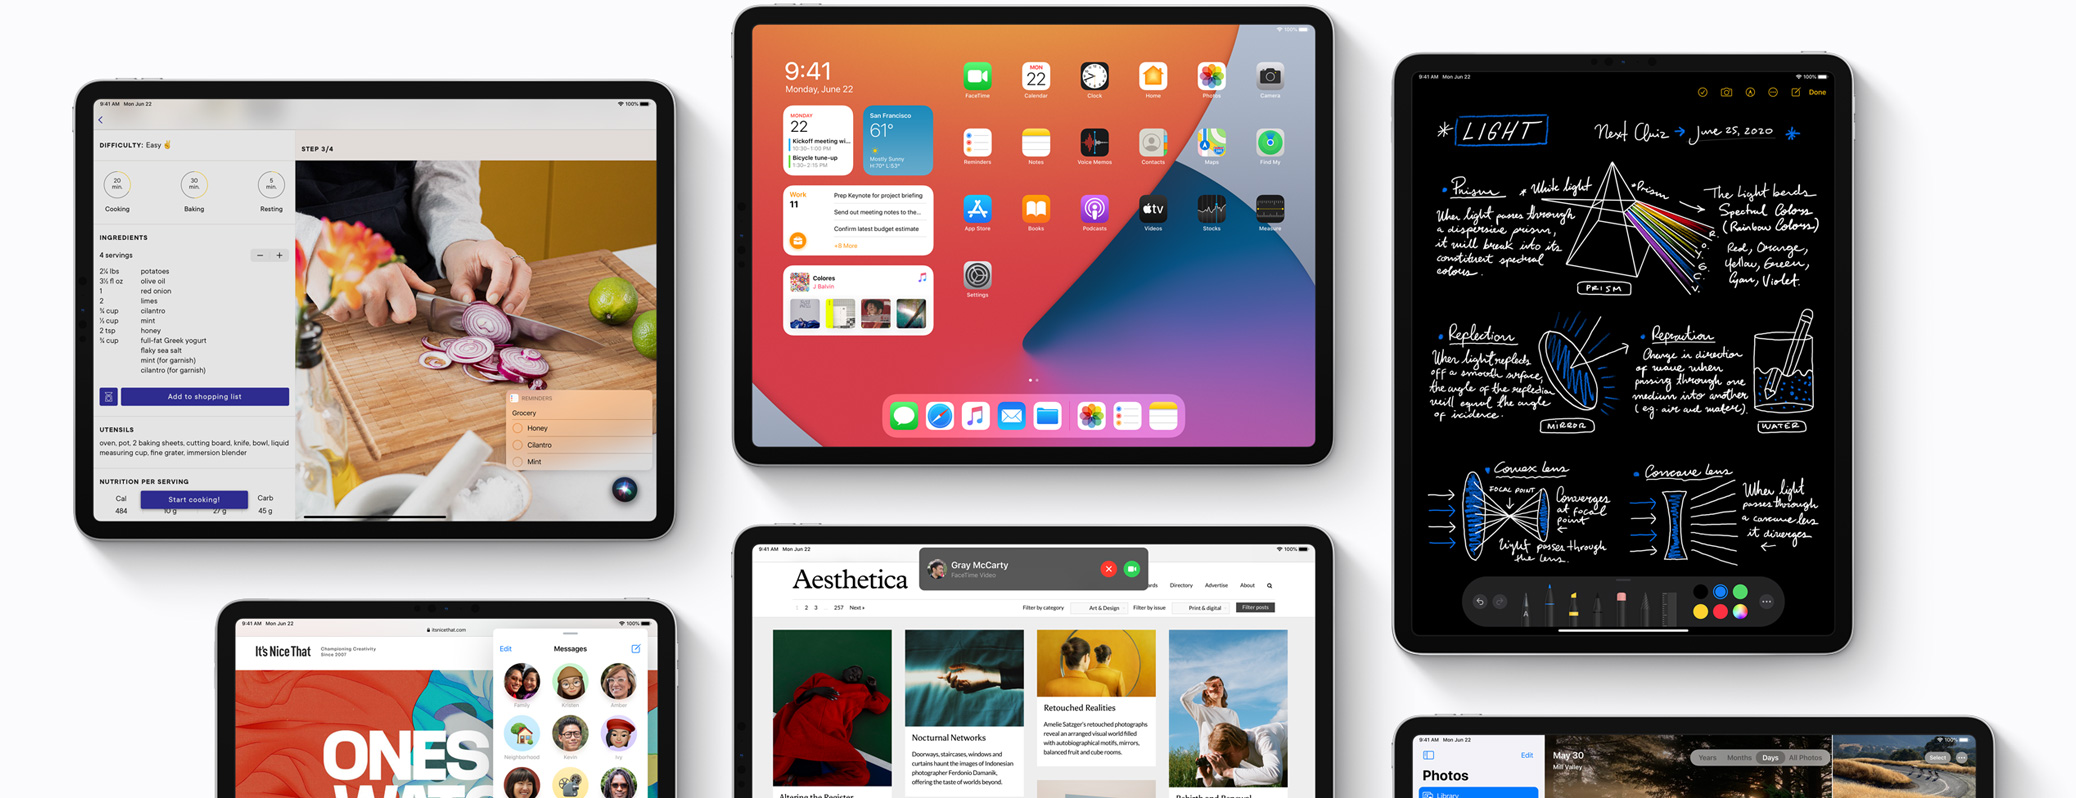 9:41 AM Mon Jun 22
100%
DIFFICULTY: Easy
STEP 3/4
20 min.
30 min.
5 min.
Cooking
Baking
Resting
INGREDIENTS
4 servings
2¼ lbs potatoes
3½ fl oz olive oil
1 red onion
2 limes
¾ cup cilantro
½ cup mint
2 tsp honey
¾ cup full-fat Greek yogurt
flaky sea salt
mint (for garnish)
cilantro (for garnish)
Add to shopping list
UTENSILS
oven, pot, 2 baking sheets, cutting board, knife, bowl, liquid
measuring cup, fine grater, immersion blender
NUTRITION PER SERVING
Cal
Carb
Start cooking!
484
10 g
27 g
45 g
REMINDERS
Grocery
Honey
Cilantro
Mint
100%
9:41
Monday, June 22
MONDAY
22
Kickoff meeting wi...
10:30–1:00 PM
Bicycle tune-up
1:30–2:15 PM
San Francisco
61°
Mostly Sunny
H:70° L:53°
Work
11
Prep Keynote for project briefing
Send out meeting notes to the...
Confirm latest budget estimate
+8 More
Colores
J Balvin
MON
22
FaceTime
Calendar
Clock
Home
Photos
Camera
Reminders
Notes
Voice Memos
Contacts
Maps
Find My
tv
App Store
Books
Podcasts
Videos
Stocks
Measure
Settings
9:41 AM Mon Jun 22
100%
Done
LIGHT
Next Quiz → June 25, 2020
Prism
When light passes through
a dispersive prism,
it will break into its
constituent spectral
colours.
White light
Prism
R.
O.
Y.
G.
C.
V.
PRISM
The Light bends
Spectral Colors
(Rainbow Colors)
Red, Orange,
Yellow, Green,
Cyan, Violet.
Reflection
When light reflects
off a smooth surface,
the angle of the reflection
will equal the angle
of incidence.
MIRROR
Refraction
Change in direction
of wave when
passing through one
medium into another
(eg. air and water).
WATER
Convex lens
FOCAL POINT
Converges
at focal
point
Light passes through
the lens.
Concave lens
When light
passes through
a concave lens
it diverges
9:41 AM Mon Jun 22
100%
itsnicethat.com
It's Nice That
Championing Creativity
Since 2007
ONES
Edit
Messages
Family
Kristen
Amber
Neighborhood
Kevin
Ivy
9:41 AM Mon Jun 22
100%
Gray McCarty
FaceTime Video
Aesthetica
Directory
Advertise
About
1 2 3 ... 257 Next »
Filter by category
Art & Design
Filter by issue
Print & digital
Filter posts
Altering the Register
Nocturnal Networks
Doorways, staircases, windows and
curtains haunt the images of Indonesian
photographer Ferdonio Damanik,
offering the taste of worlds beyond.
Retouched Realities
Amelie Satzger's retouched photographs
reveal an arranged visual world filled
with autobiographical motifs, mirrors,
balanced fruit and cube rooms.
Rebirth and Renewal
9:41 AM Mon Jun 22
100%
Edit
Photos
Library
May 30
Mill Valley
Years
Months
Days
All Photos
Select